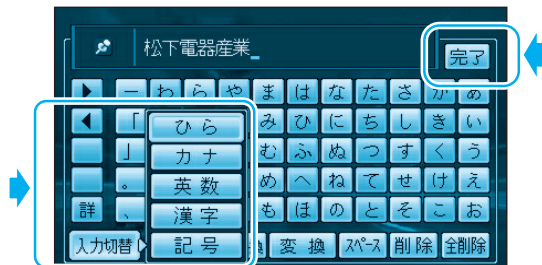 松下電器産業_ 完了
▶ ー わ ら や ま は な た さ か あ
◀ 「 ひら み ひ に ち し き い
」 カナ む ふ ぬ つ す く う
。 英数 め へ ね て せ け え
詳 、 漢字 も ほ の と そ こ お
入力切替 記号 換 変換 スペース 削除 全削除